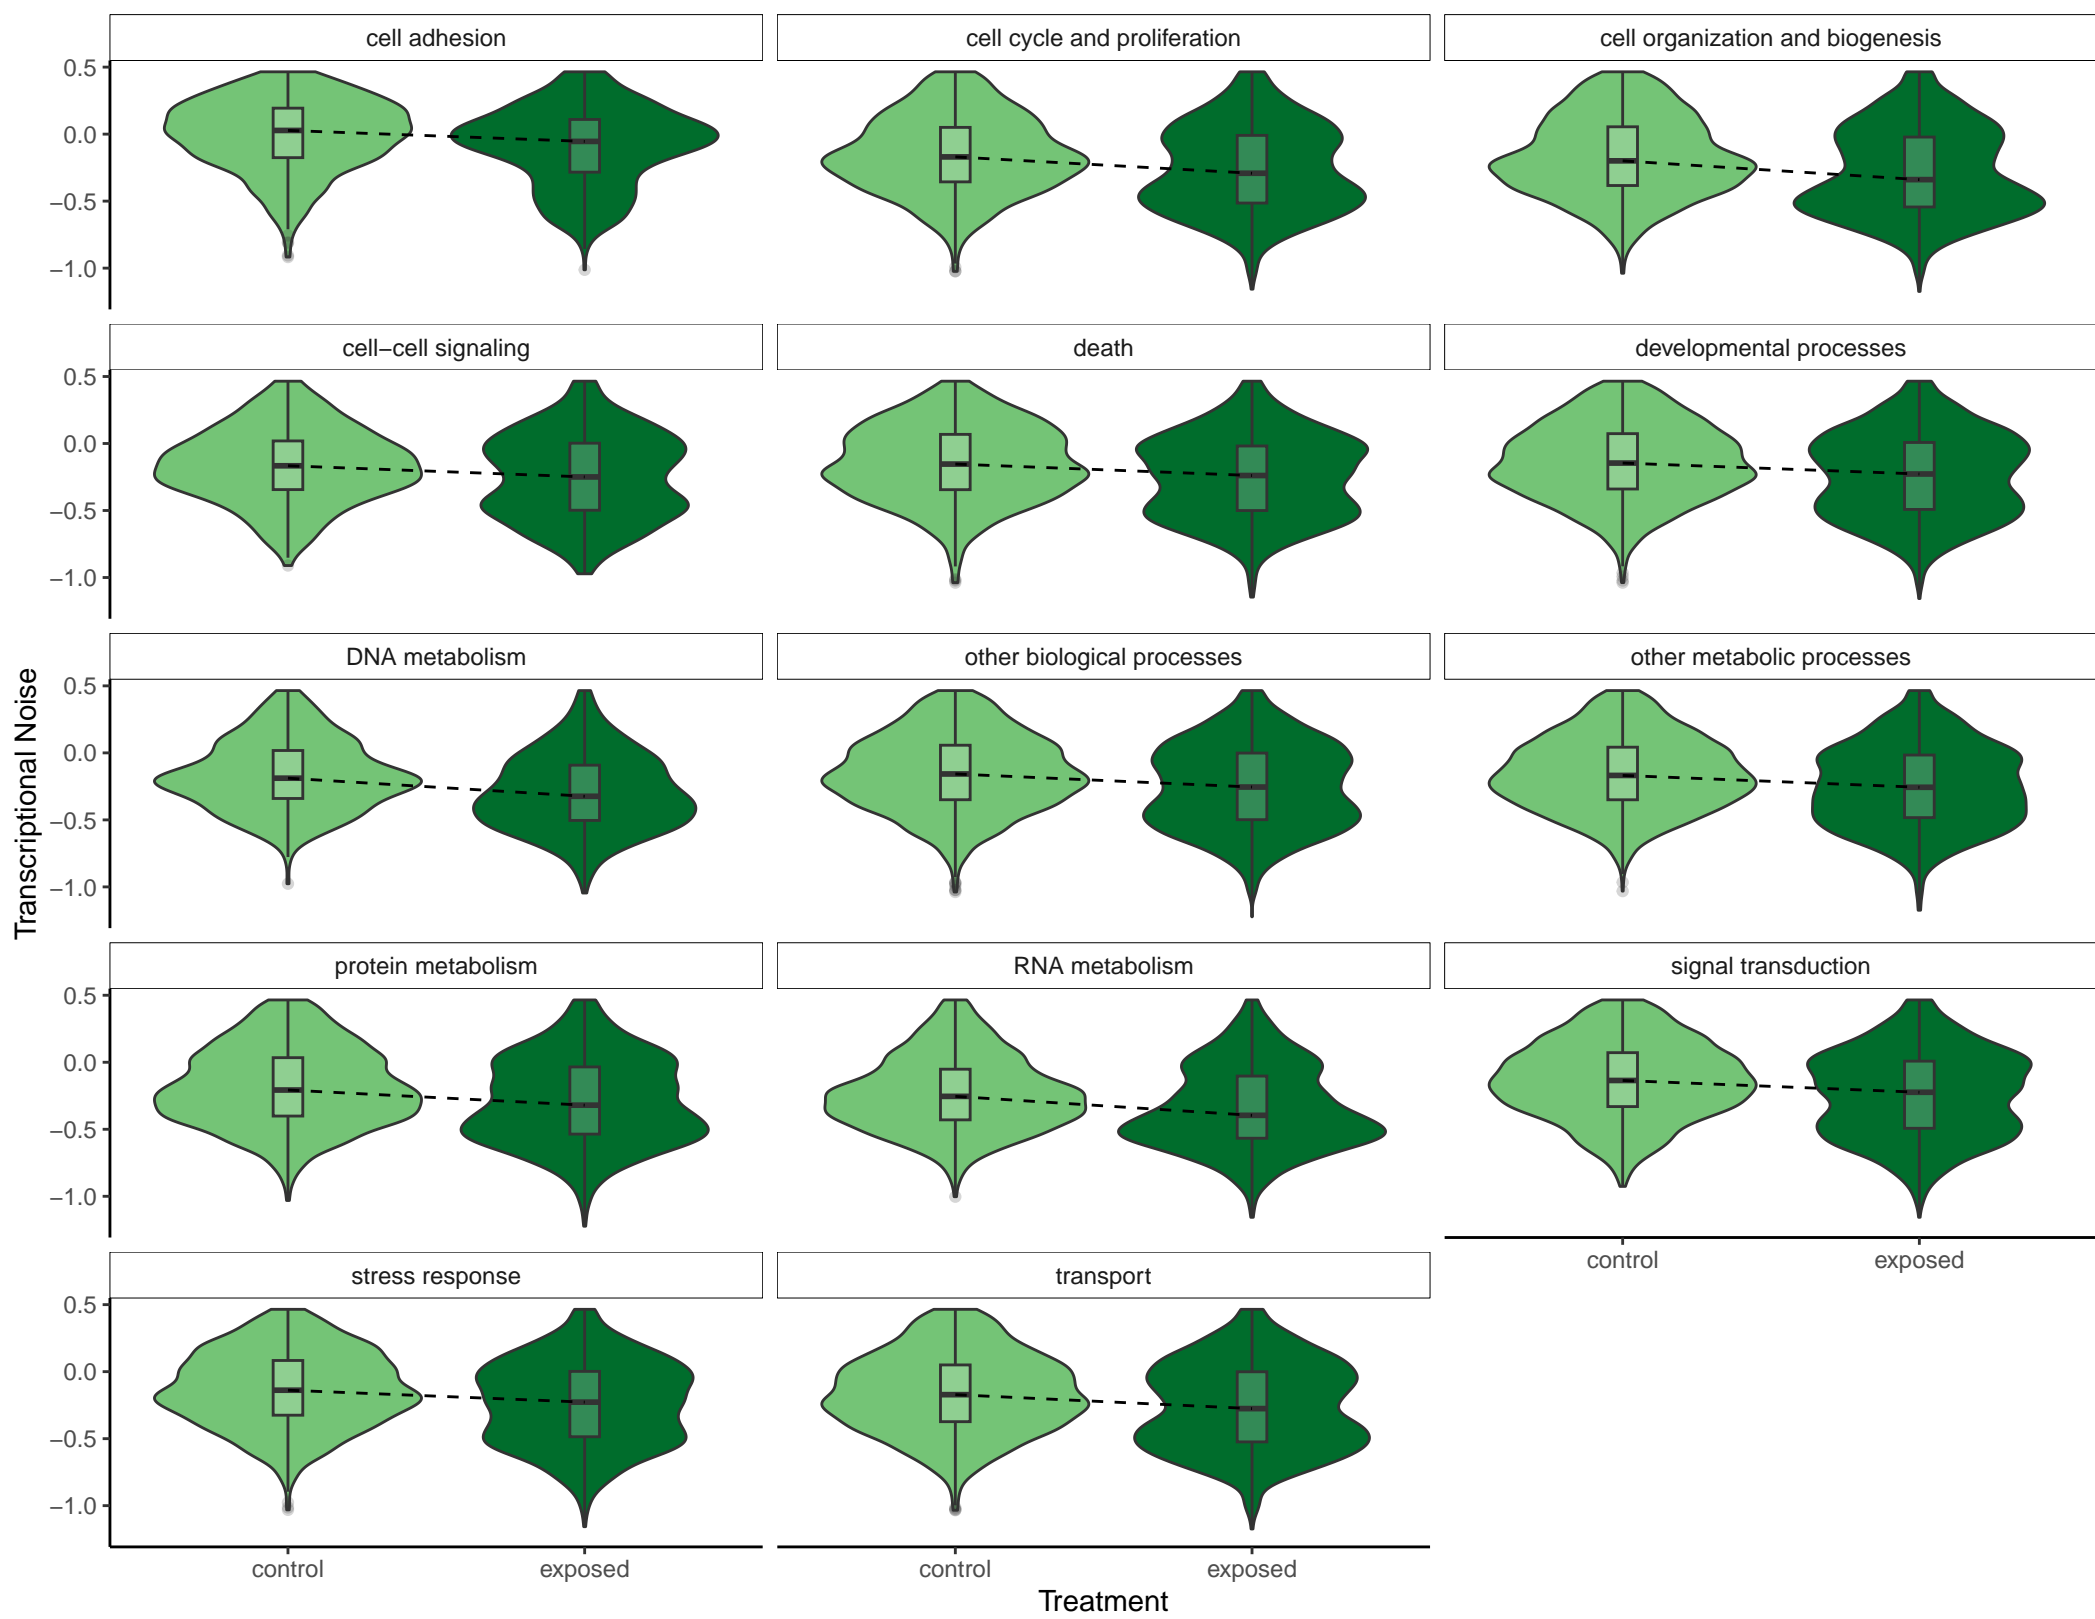 cell adhesion
cell cycle and proliferation
cell organization and biogenesis
0.5
0.0
−0.5
−1.0
cell−cell signaling
death
developmental processes
0.5
0.0
−0.5
−1.0
DNA metabolism
other biological processes
other metabolic processes
0.5
0.0
−0.5
−1.0
Transcriptional Noise
protein metabolism
RNA metabolism
signal transduction
0.5
0.0
−0.5
−1.0
control
exposed
stress response
transport
0.5
0.0
−0.5
−1.0
control
exposed
control
exposed
Treatment